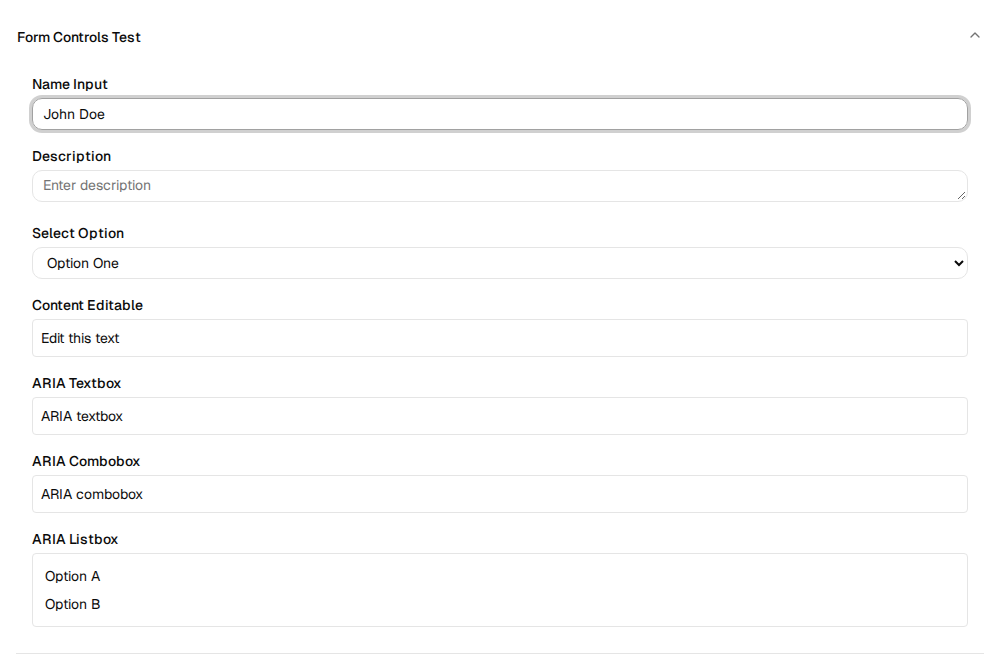 Form Controls Test
Name Input
John Doe
Description
Enter description
Select Option
Option One
Content Editable
Edit this text
ARIA Textbox
ARIA textbox
ARIA Combobox
ARIA combobox
ARIA Listbox
Option A
Option B